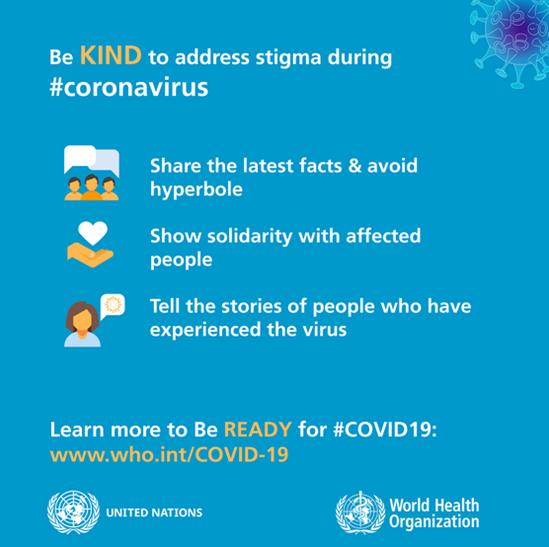 Be KIND to address stigma during
#coronavirus
Share the latest facts & avoid
hyperbole
Show solidarity with affected
people
Tell the stories of people who have
experienced the virus
Learn more to Be READY for #COVID19:
www.who.int/COVID-19
UNITED NATIONS
World Health
Organization